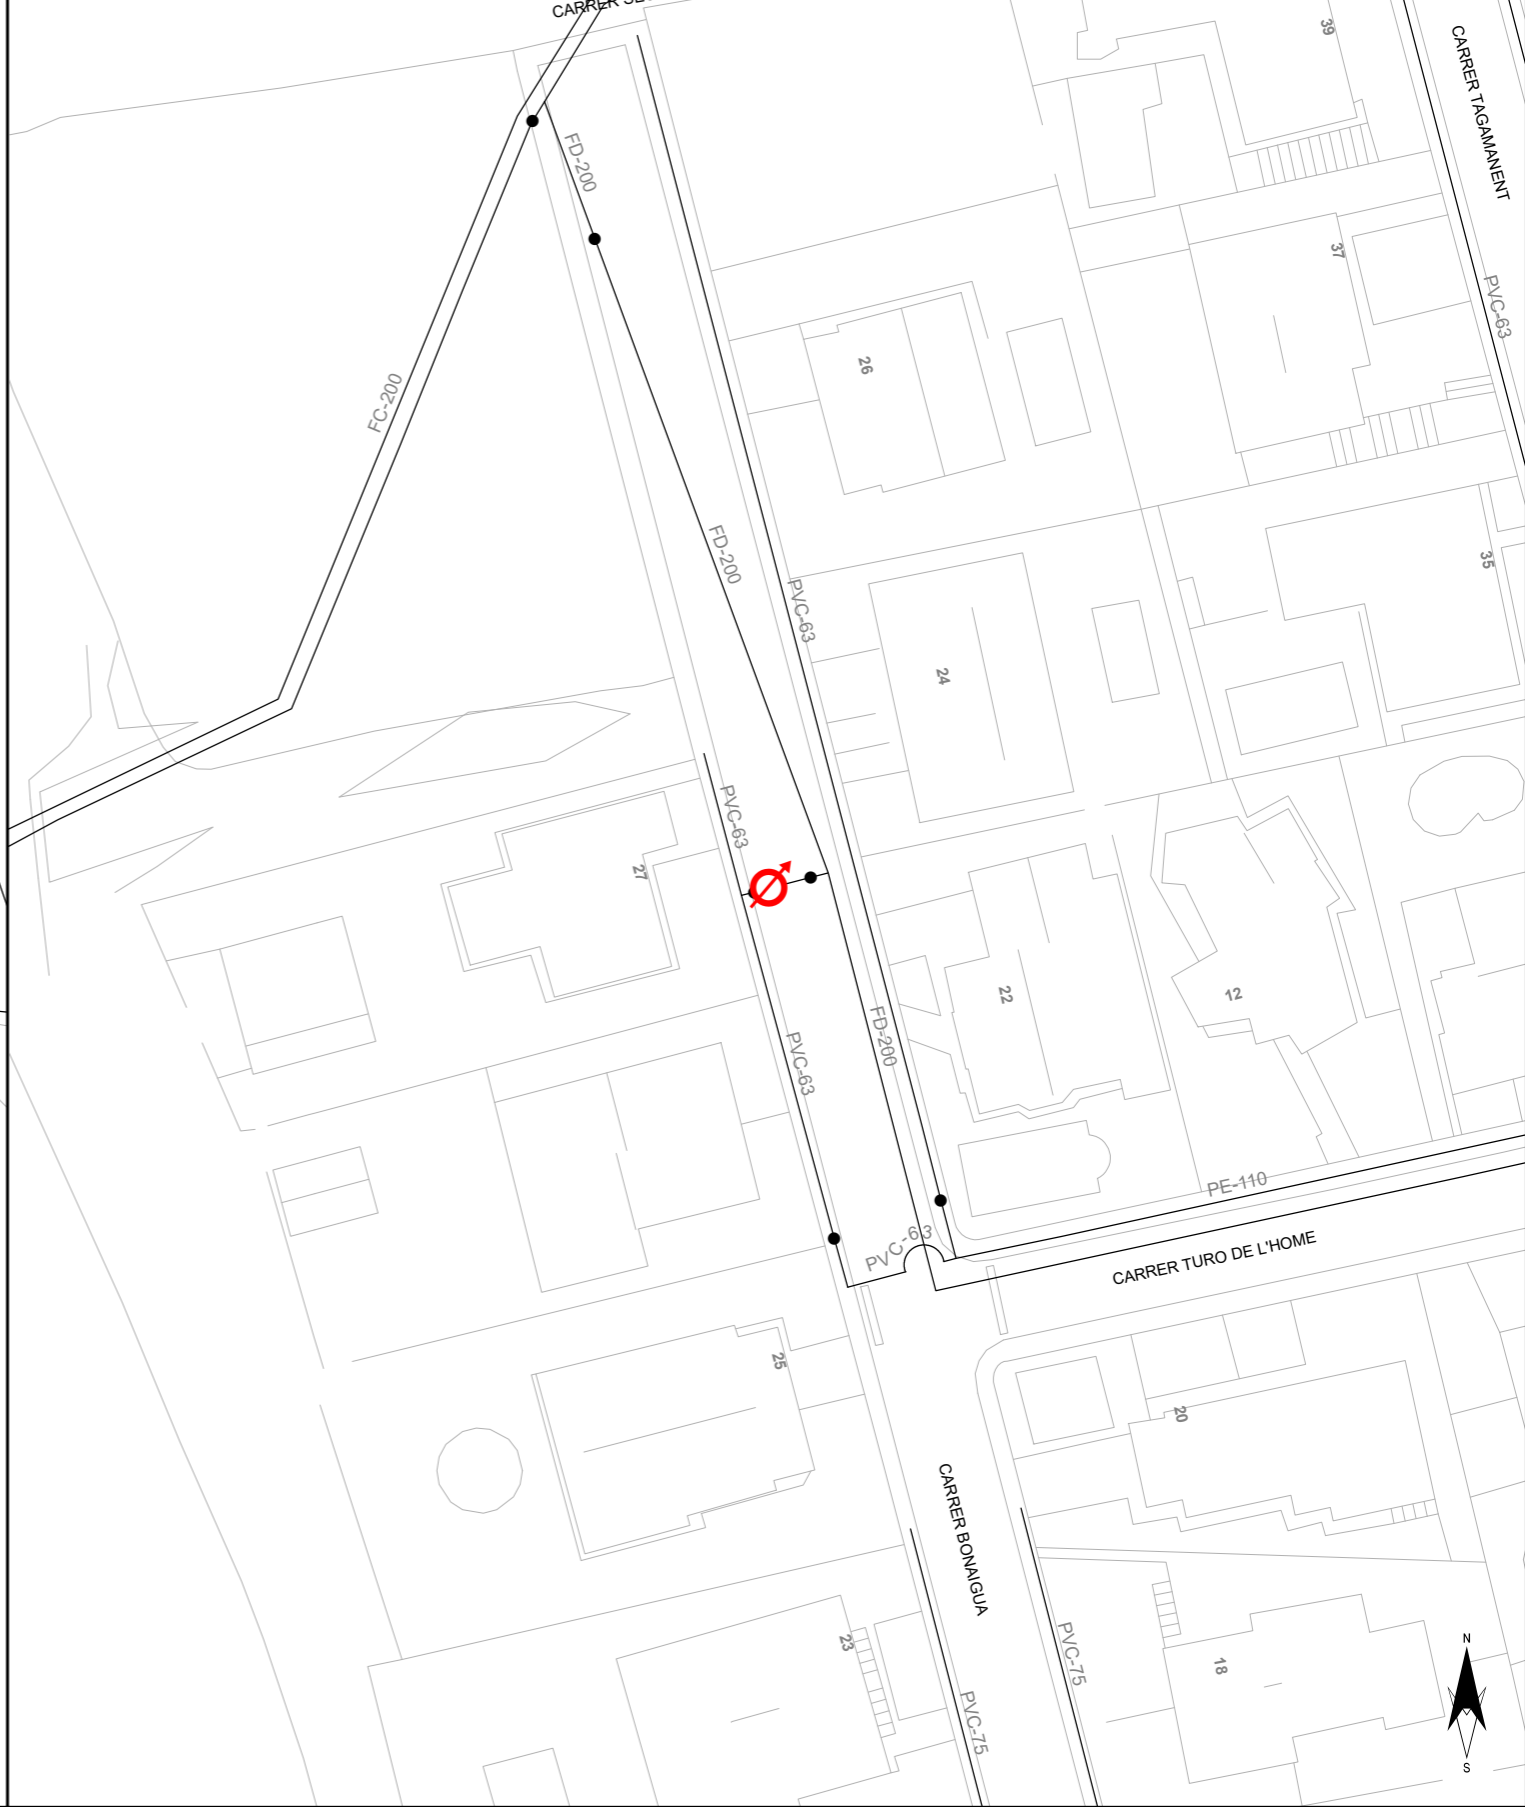 CARRER
39
CARRER TAGAMANENT
FD-200
37
PVC-63
26
FC-200
FD-200
35
PVC-63
24
PVC-63
27
22
12
FD-200
PVC-63
PE-110
PVC-63
CARRER TURO DE L'HOME
25
20
CARRER BONAIGUA
23
PVC-75
18
N
PVC-75
S